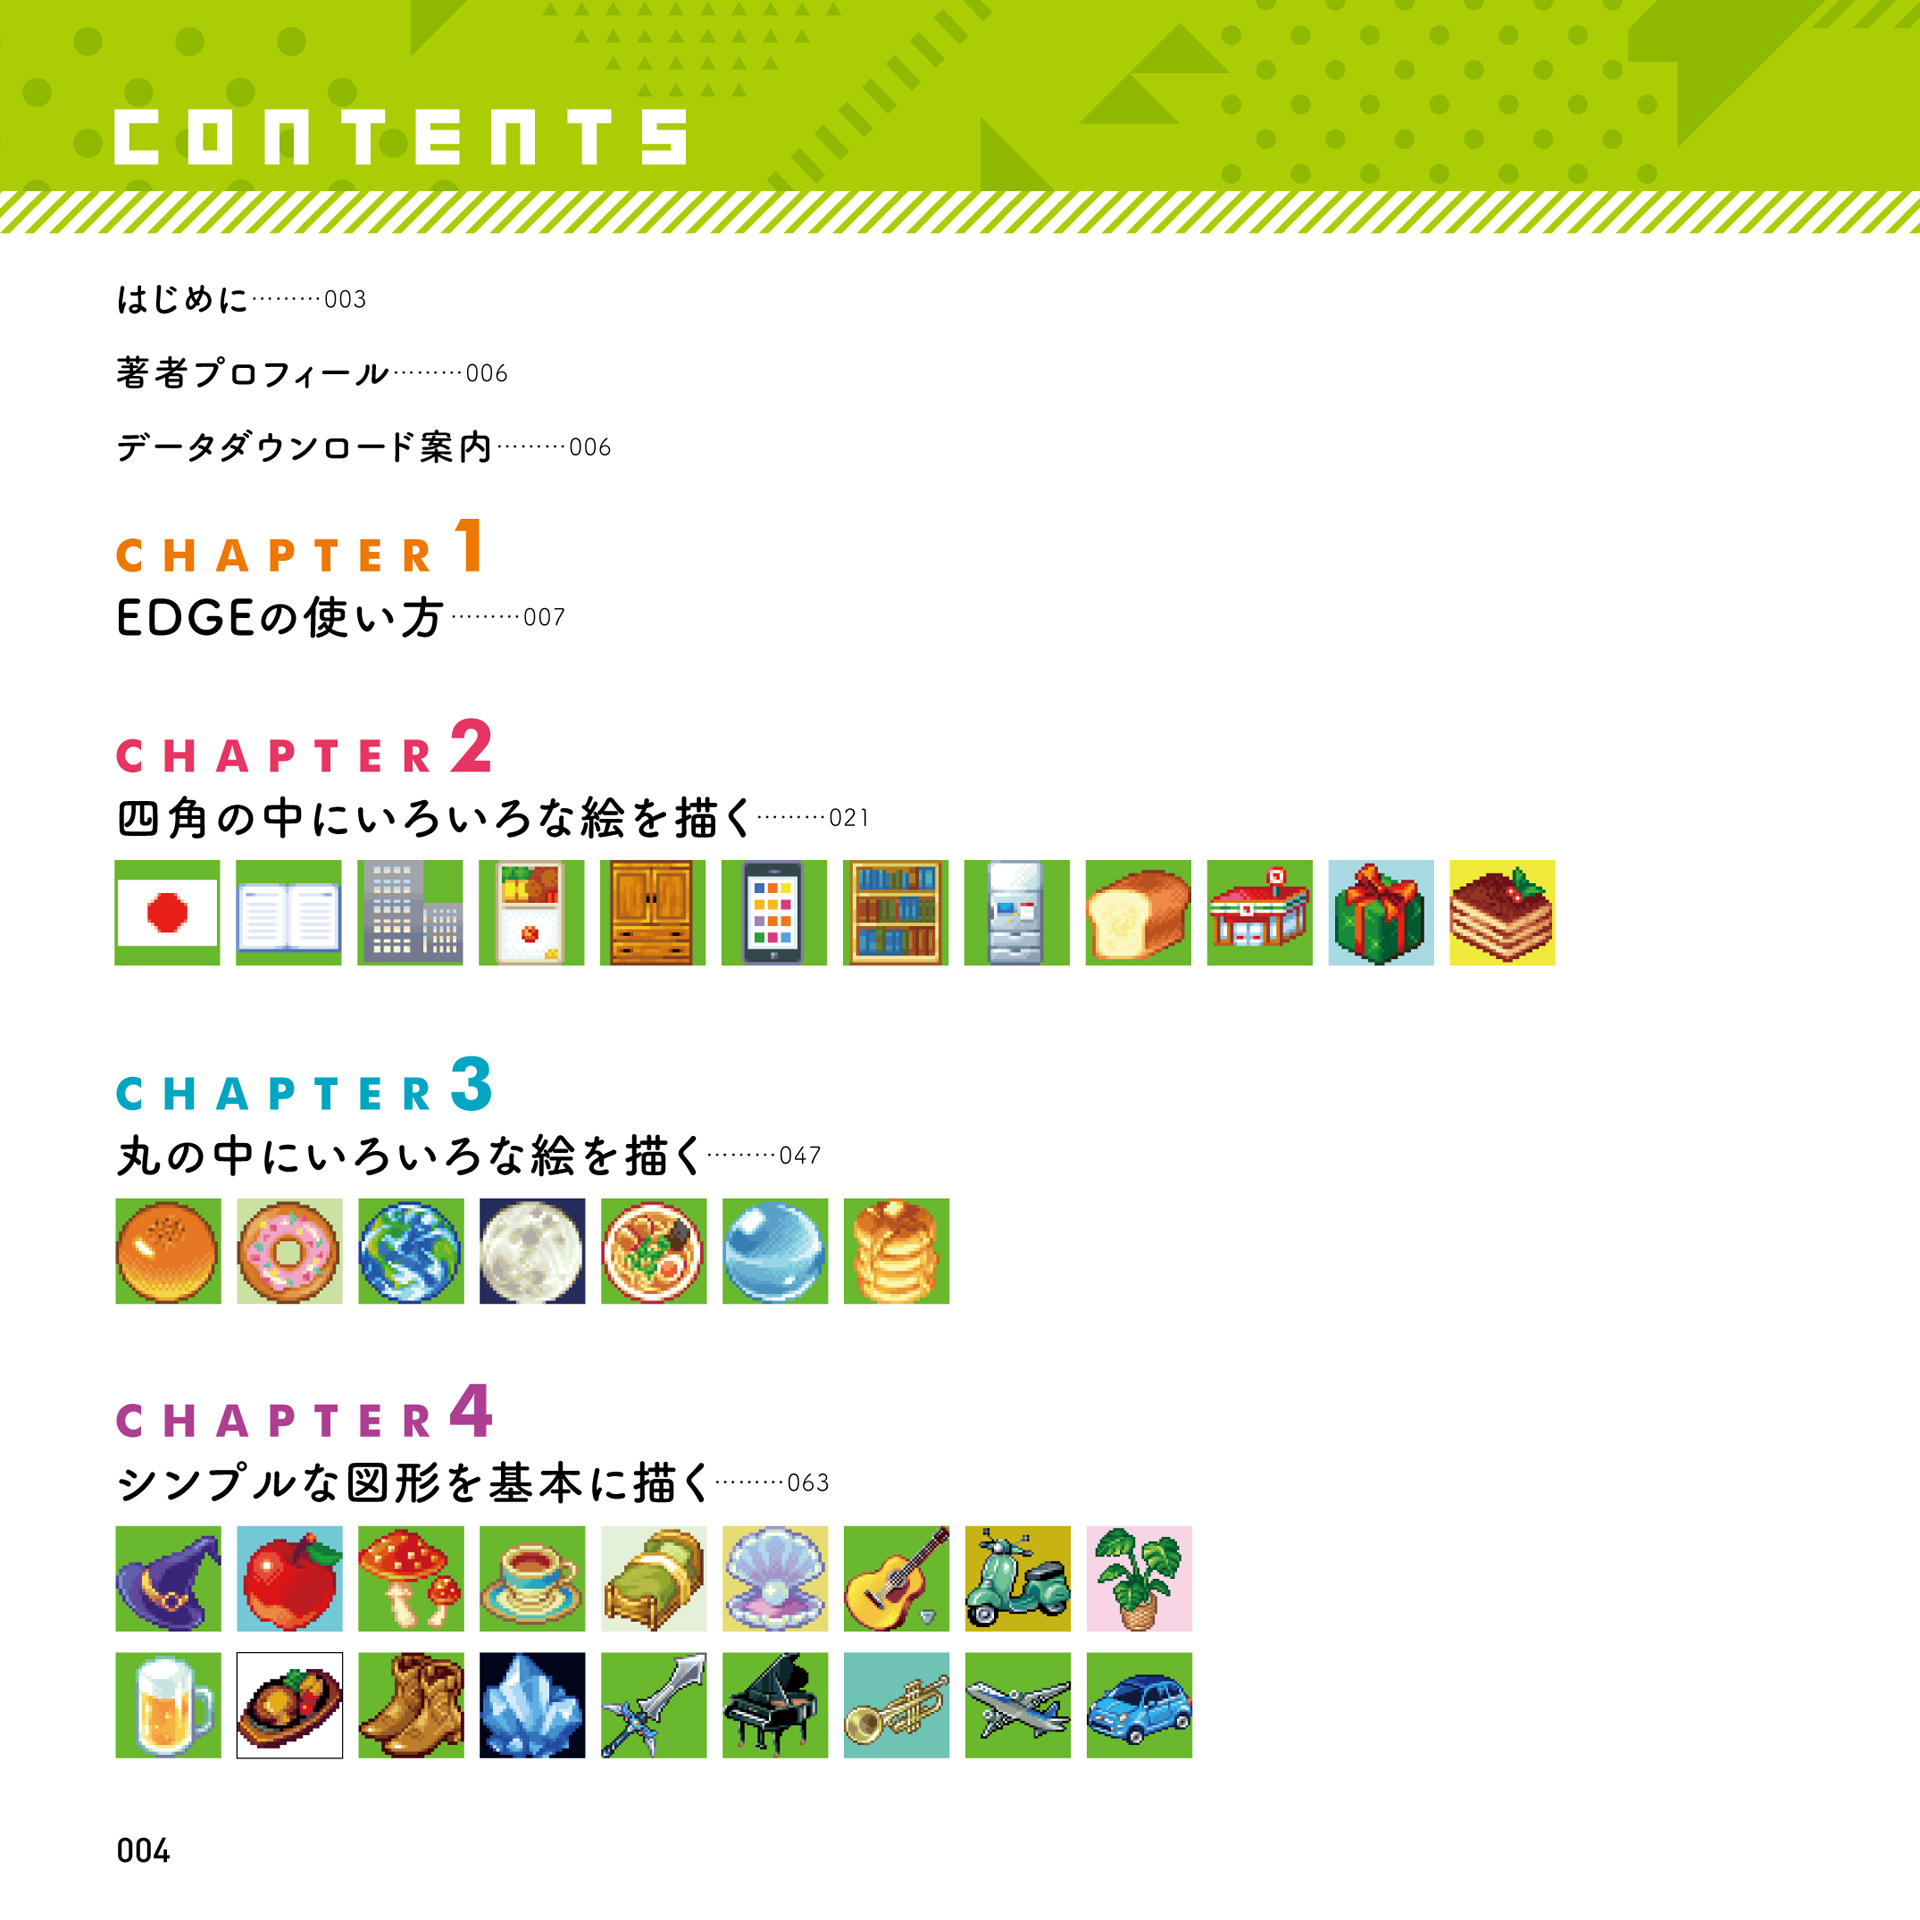 CONTENTS
はじめに………003
著者プロフィール………006
データダウンロード案内………006
CHAPTER 1
EDGEの使い方………007
CHAPTER 2
四角の中にいろいろな絵を描く………021
CHAPTER 3
丸の中にいろいろな絵を描く………047
CHAPTER 4
シンプルな図形を基本に描く………063
004